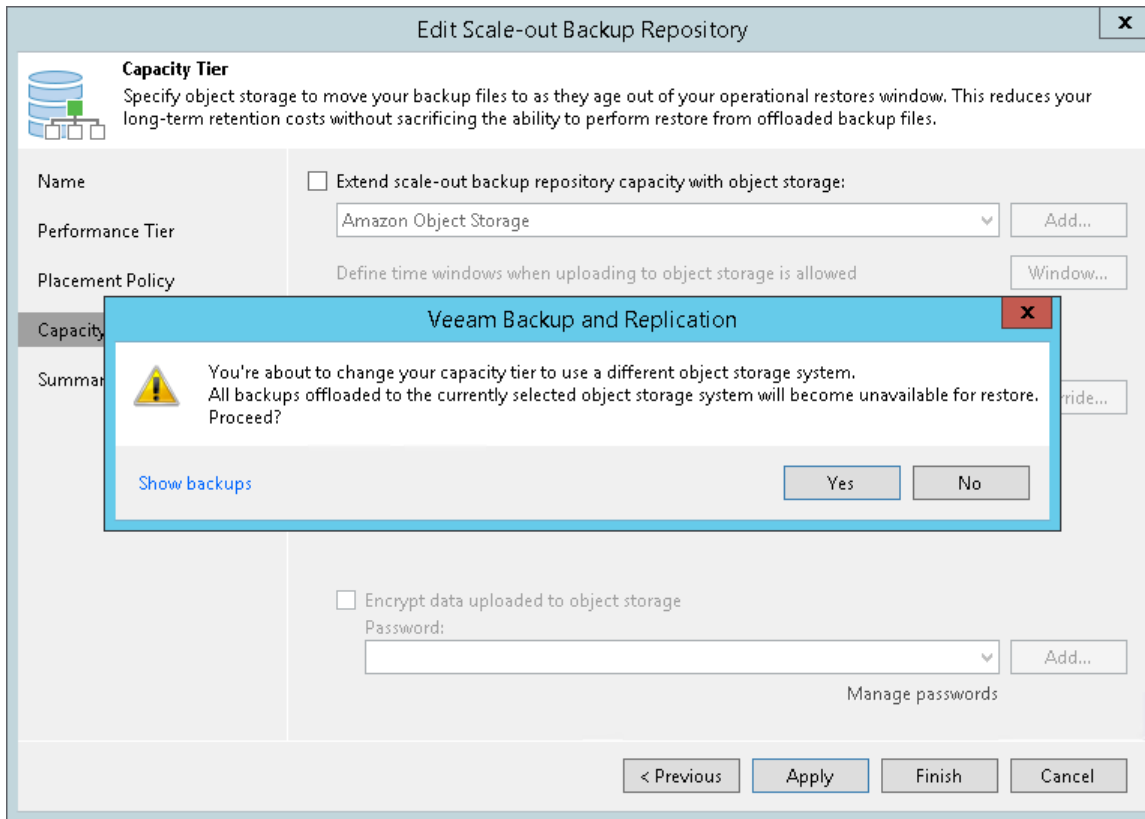 Edit Scale-out Backup Repository
x
Capacity Tier
Specify object storage to move your backup files to as they age out of your operational restores window. This reduces your
long-term retention costs without sacrificing the ability to perform restore from offloaded backup files.
Name
Performance Tier
Placement Policy
Capacity
Summar
Extend scale-out backup repository capacity with object storage:
Amazon Object Storage
Add...
Define time windows when uploading to object storage is allowed
Window...
rride...
Veeam Backup and Replication
x
You're about to change your capacity tier to use a different object storage system.
All backups offloaded to the currently selected object storage system will become unavailable for restore.
Proceed?
Show backups
Yes
No
Encrypt data uploaded to object storage
Password:
Add...
Manage passwords
< Previous
Apply
Finish
Cancel